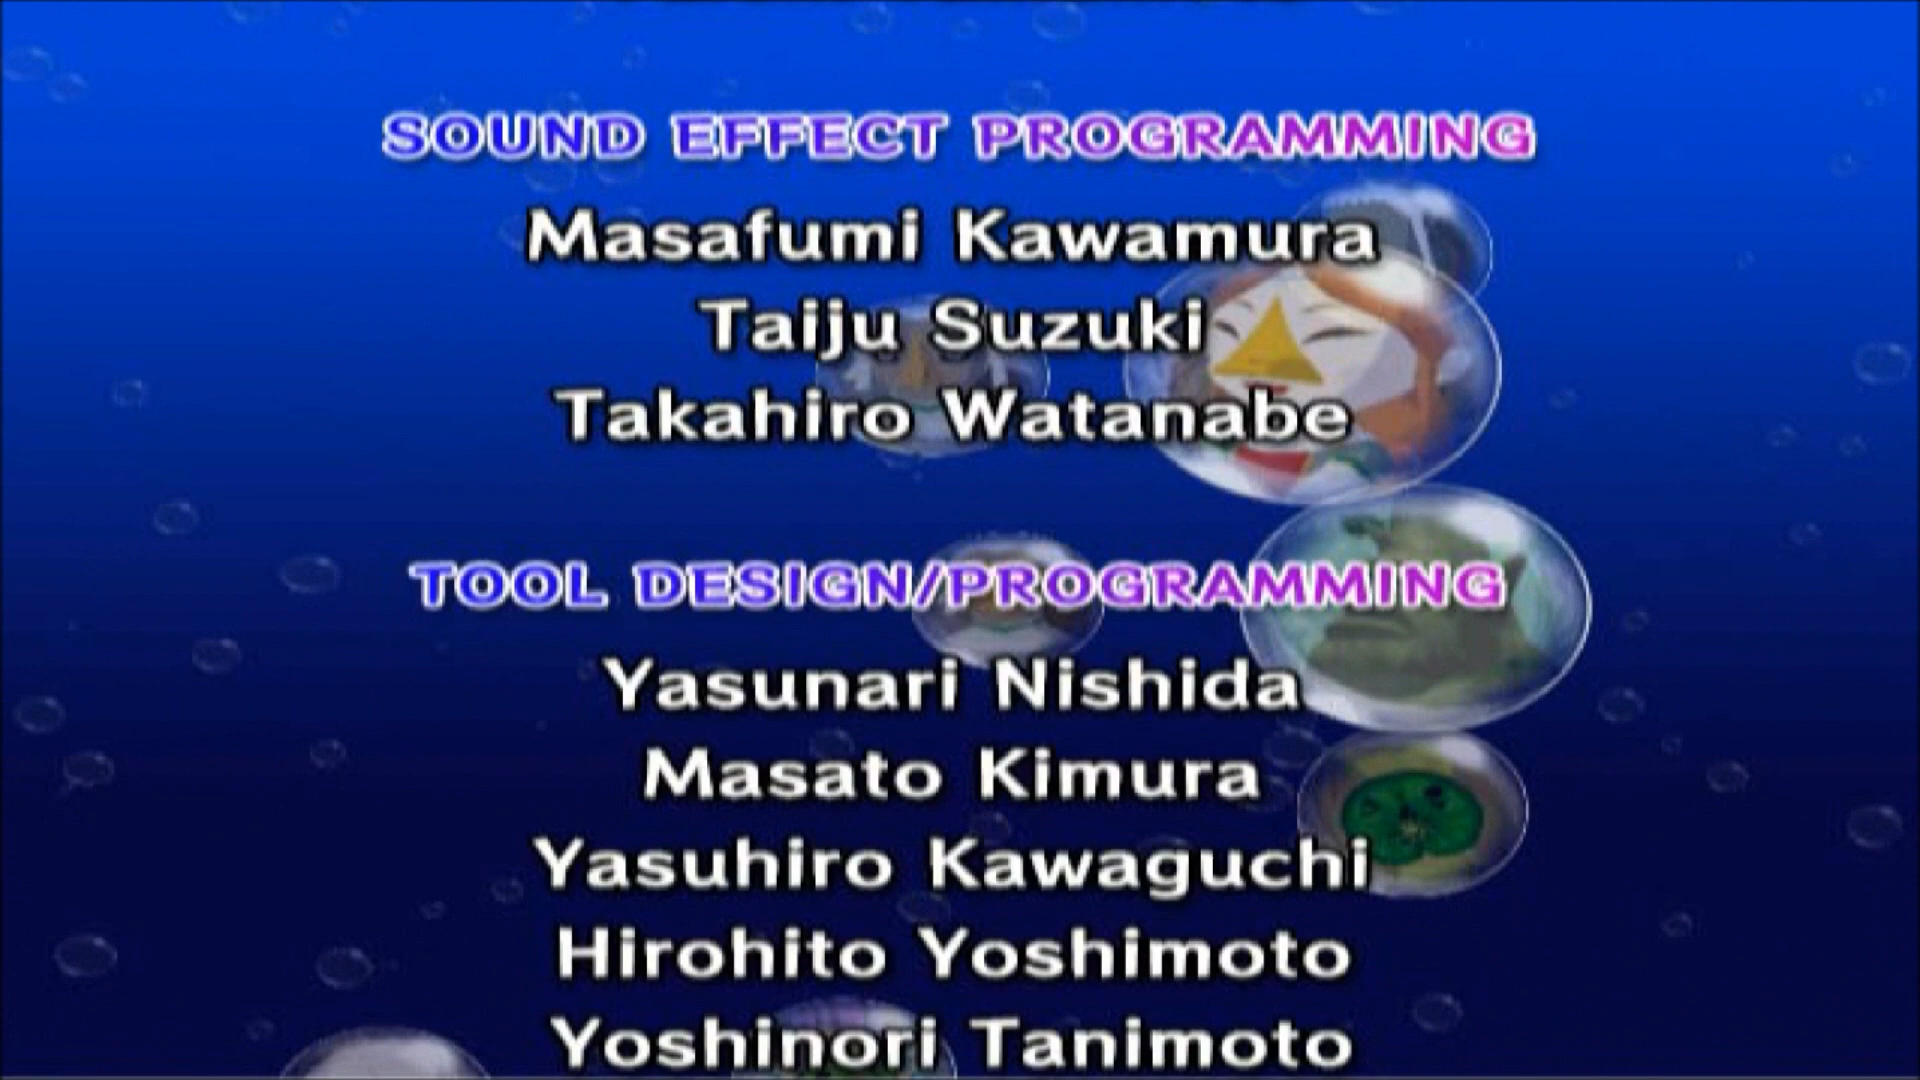 SOUND EFFECT PROGRAMMING
Masafumi Kawamura
Taiju Suzuki
Takahiro Watanabe
TOOL DESIGN/PROGRAMMING
Yasunari Nishida
Masato Kimura
Yasuhiro Kawaguchi
Hirohito Yoshimoto
Yoshinori Tanimoto